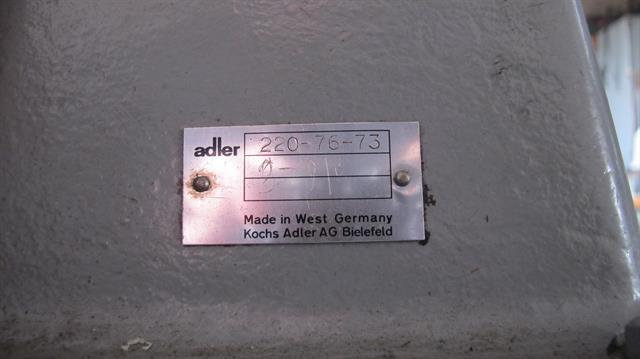 adler
220-76-73
Made in West Germany
Kochs Adler AG Bielefeld